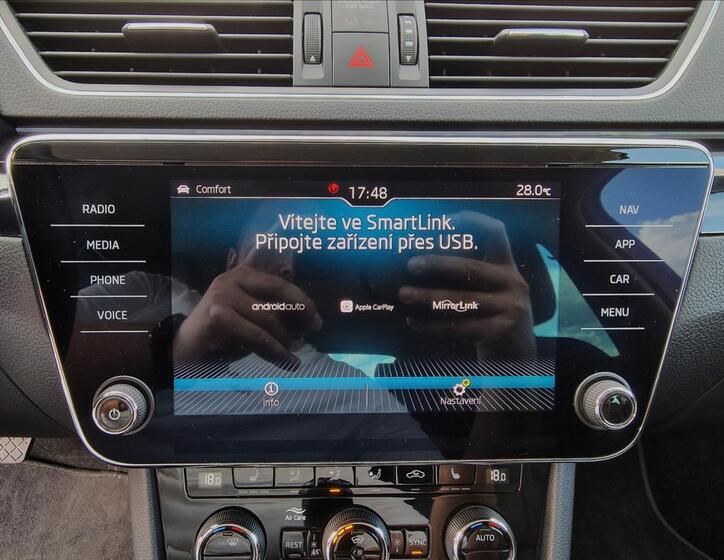 AIR BAG
Comfort
17:48
28.0°C
RADIO
MEDIA
PHONE
VOICE
Vítejte ve SmartLink.
Připojte zařízení přes USB.
androidauto
Apple CarPlay
MirrorLink
Info
Nastavení
NAV
APP
CAR
MENU
18.0
18.0
Air Care
REST
SYNC
AUTO